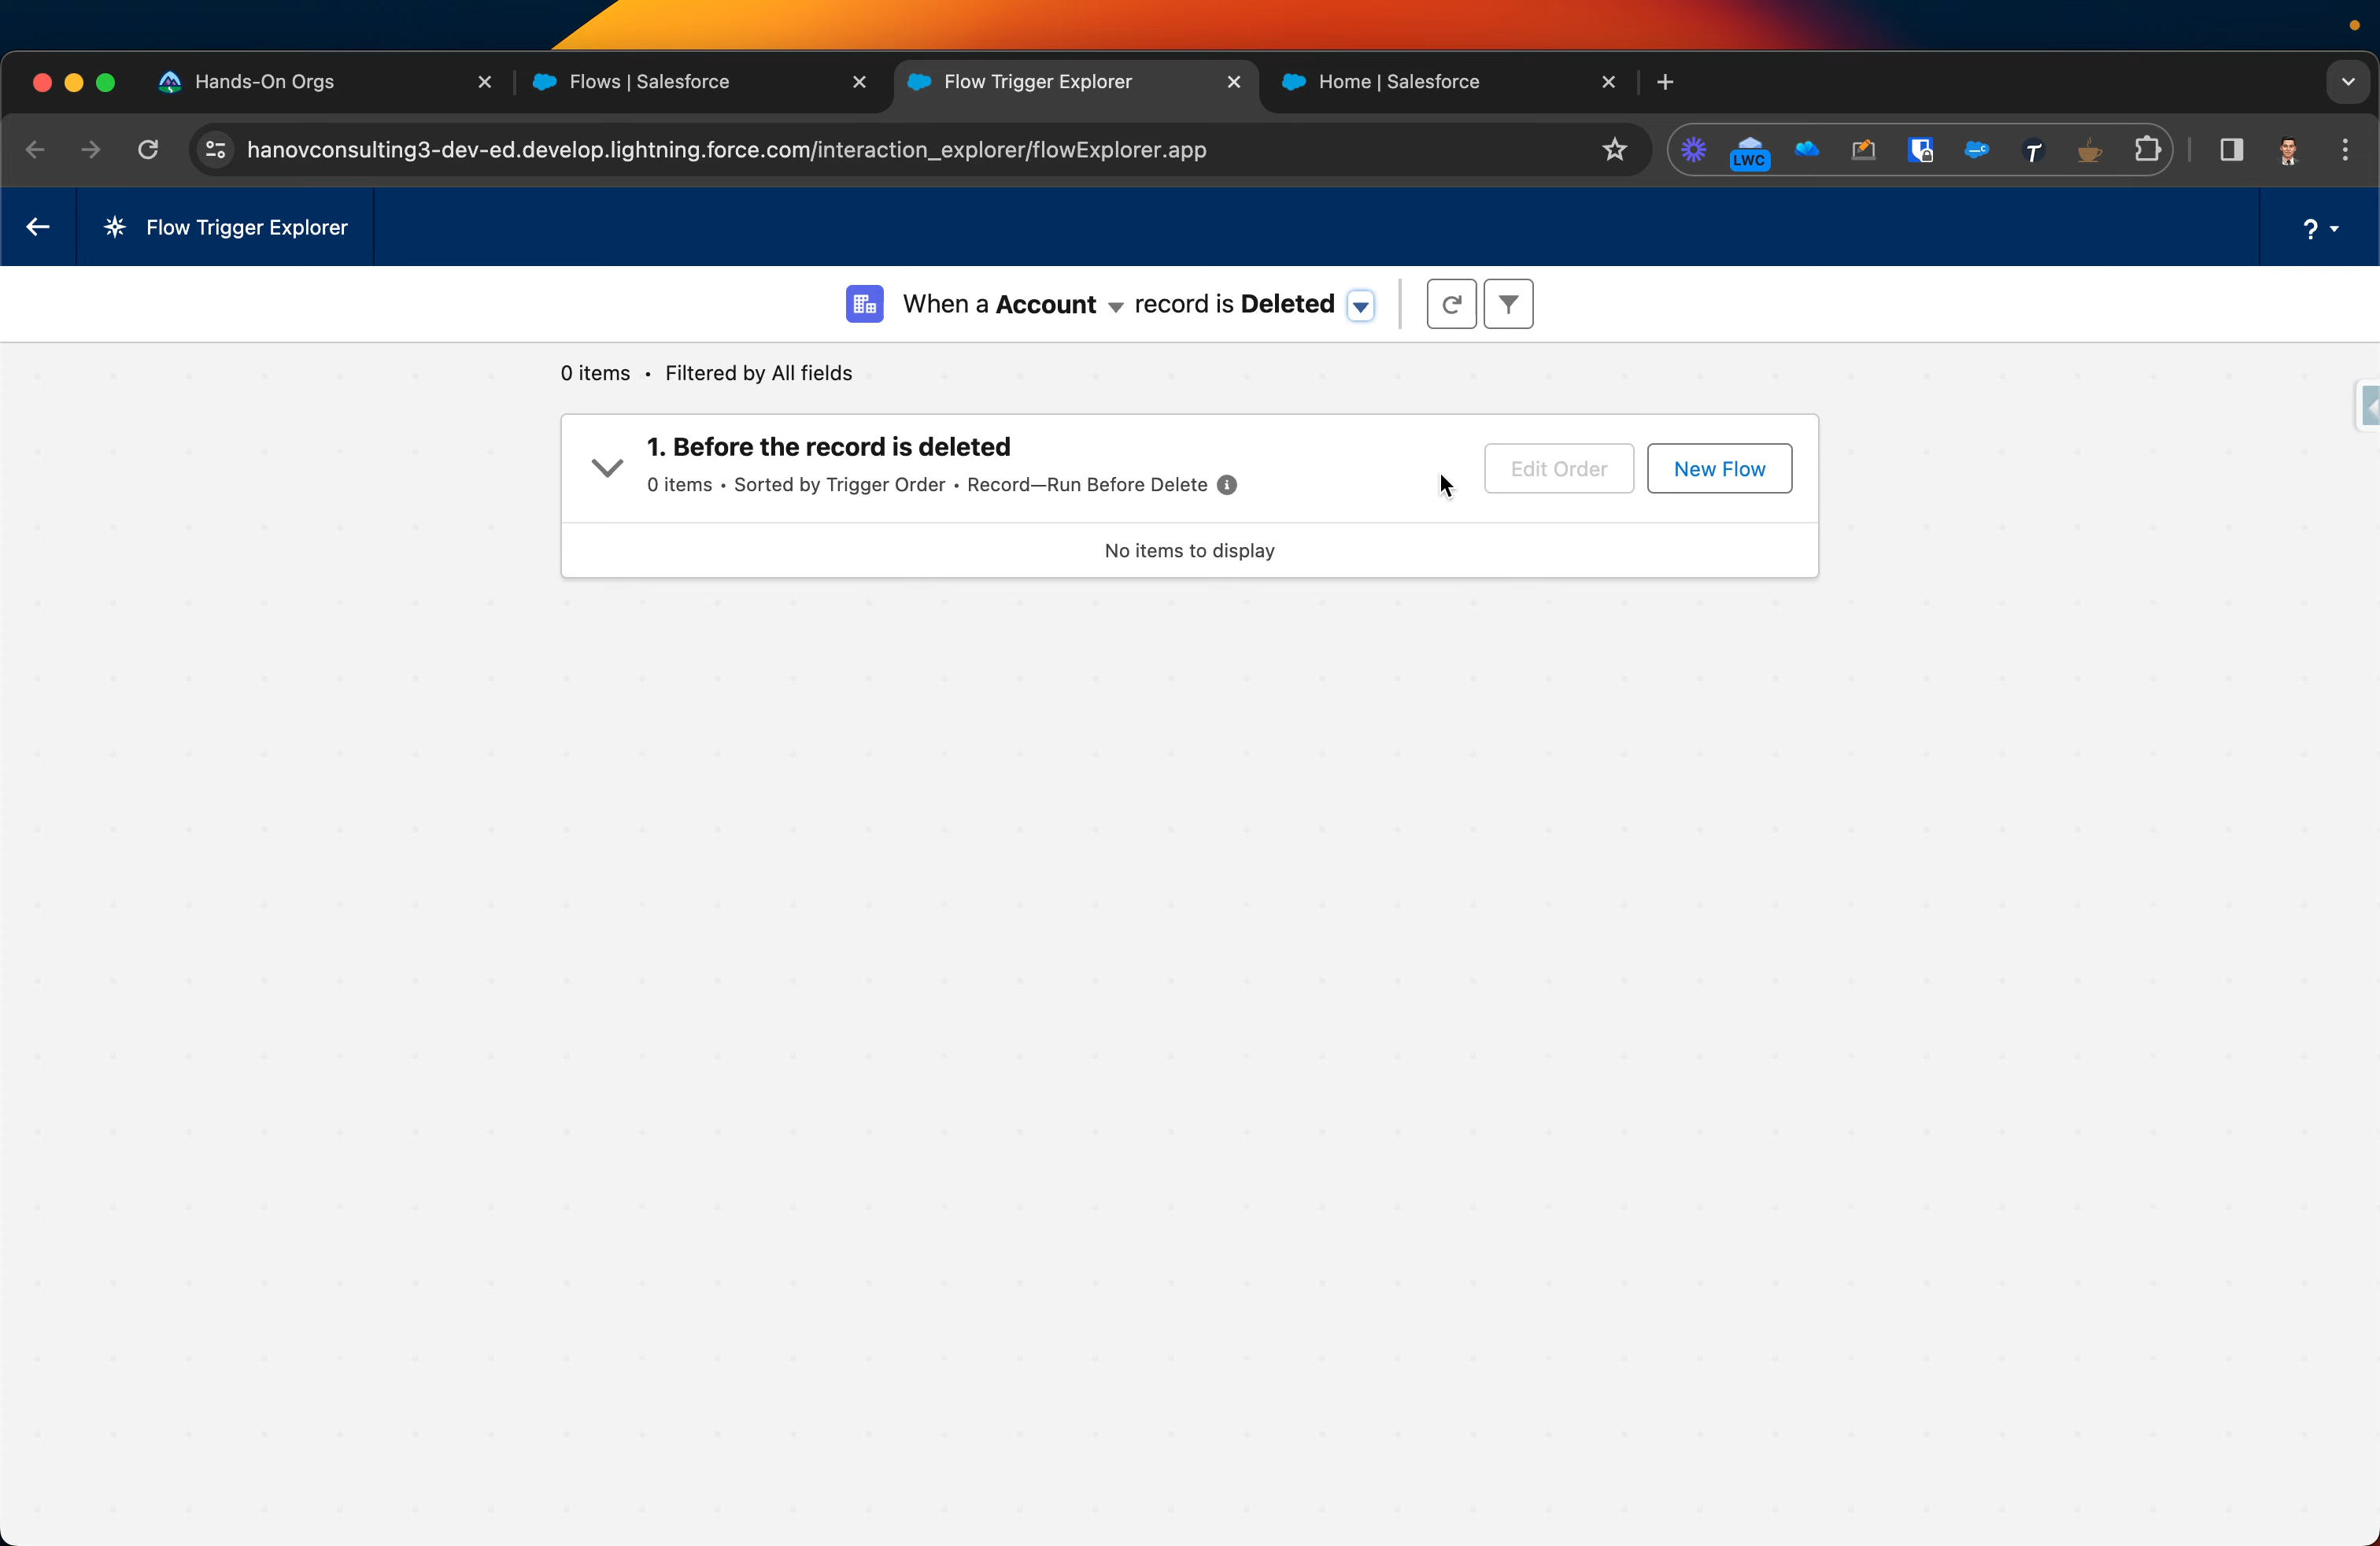 Hands-On Orgs
Flows | Salesforce
Flow Trigger Explorer
Home | Salesforce
hanovconsulting3-dev-ed.develop.lightning.force.com/interaction_explorer/flowExplorer.app
LWC
Flow Trigger Explorer
?
When a Account record is Deleted
0 items • Filtered by All fields
1. Before the record is deleted
0 items • Sorted by Trigger Order • Record—Run Before Delete
Edit Order
New Flow
No items to display